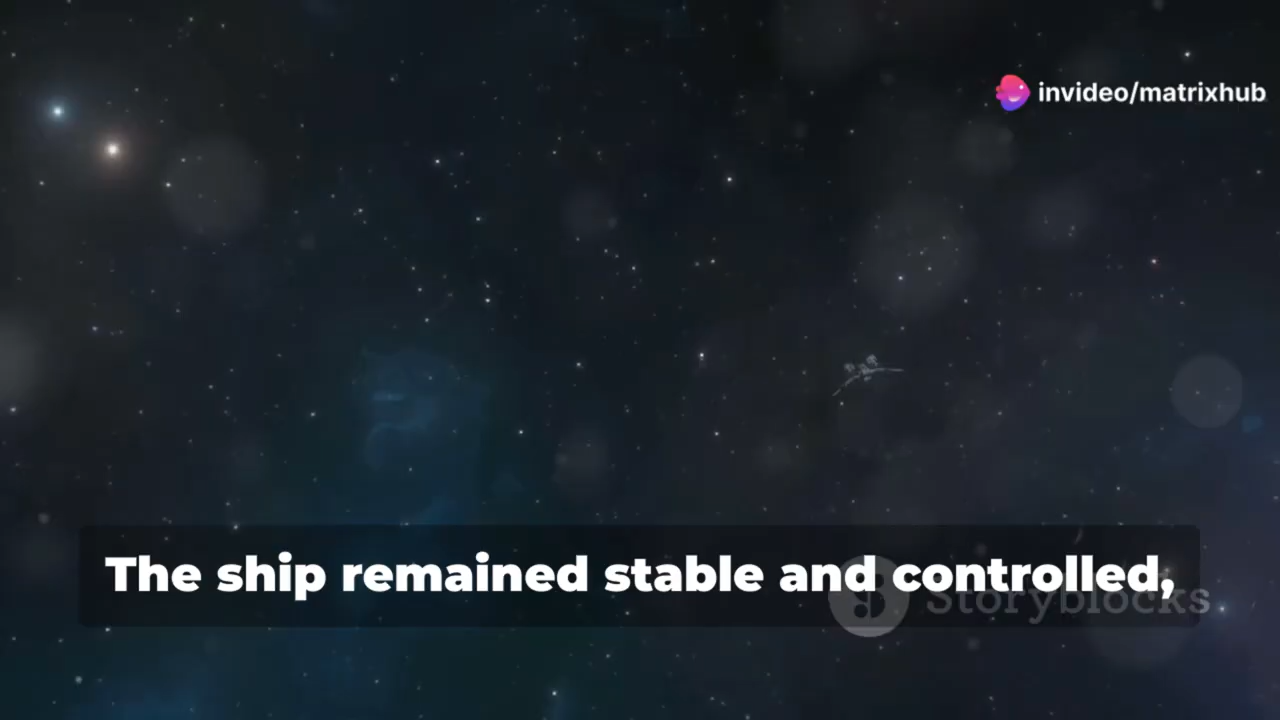 invideo/matrixhub
The ship remained stable and controlled,
Storyblocks